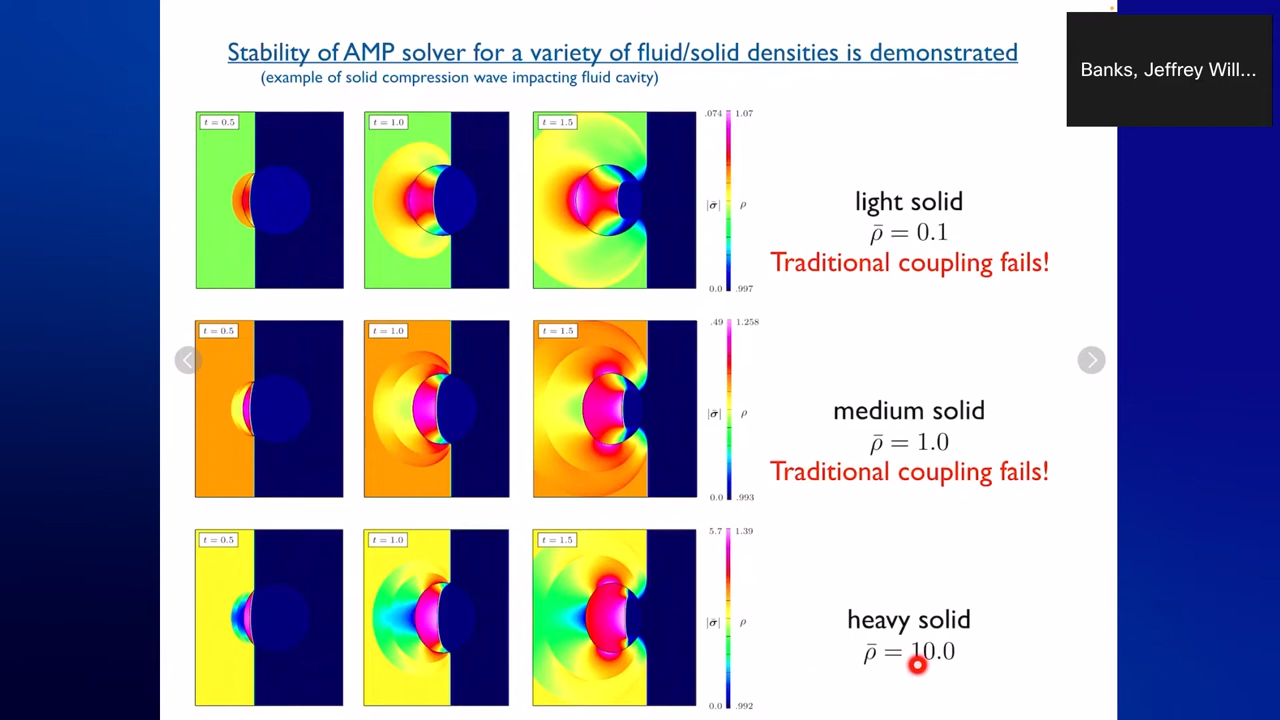 Stability of AMP solver for a variety of fluid/solid densities is demonstrated
(example of solid compression wave impacting fluid cavity)
Banks, Jeffrey Will...
t = 0.5
t = 1.0
t = 1.5
.074 1.07
|σ̄| ρ
0.0 .997
light solid
ρ̄ = 0.1
Traditional coupling fails!
t = 0.5
t = 1.0
t = 1.5
.49 1.258
|σ̄| ρ
0.0 .993
medium solid
ρ̄ = 1.0
Traditional coupling fails!
t = 0.5
t = 1.0
t = 1.5
5.7 1.39
|σ̄| ρ
0.0 .992
heavy solid
ρ̄ = 10.0